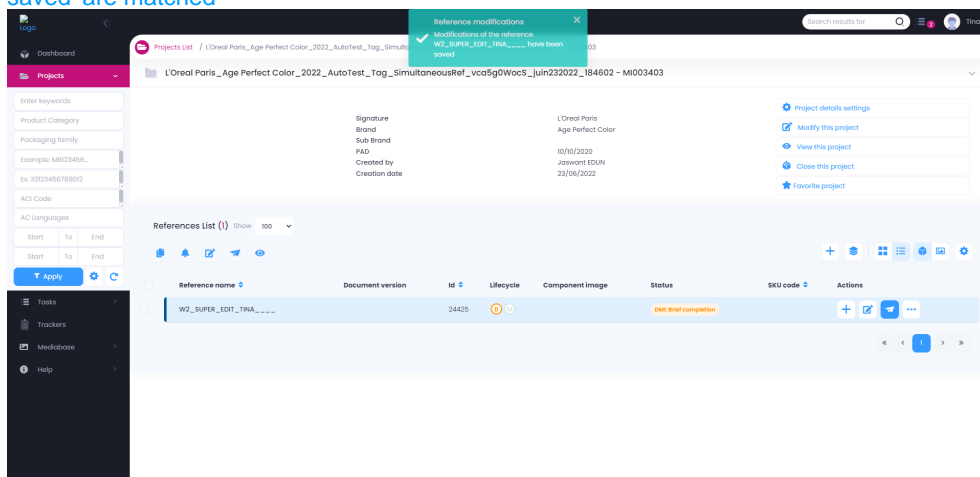 saved' are matched
Logo
Reference modifications
Modifications of the reference
W2_SUPER_EDIT_TINA____ have been
saved
Search results for
2
Tina
Dashboard
Projects List / L'Oreal Paris_Age Perfect Color_2022_AutoTest_Tag_Simultane
03
Projects
L'Oreal Paris_Age Perfect Color_2022_AutoTest_Tag_SimultaneousRef_vca5g0WocS_juin232022_184602 - MI003403
Enter keywords
Product Category
Packaging family
Example: MB123456...
Ex: 33123456789012
ACI Code
AC Languages
Start To End
Start To End
Apply
Tasks
Trackers
Mediabase
Help
Signature L'Oreal Paris
Brand Age Perfect Color
Sub Brand
PAD 10/10/2020
Created by Jaswant EDUN
Creation date 23/06/2022
Project details settings
Modify this project
View this project
Close this project
Favorite project
References List (1) Show 100
Reference name Document version Id Lifecycle Component image Status SKU code Actions
W2_SUPER_EDIT_TINA____ 24425 D DMI: Brief completion
« ‹ 1 › »